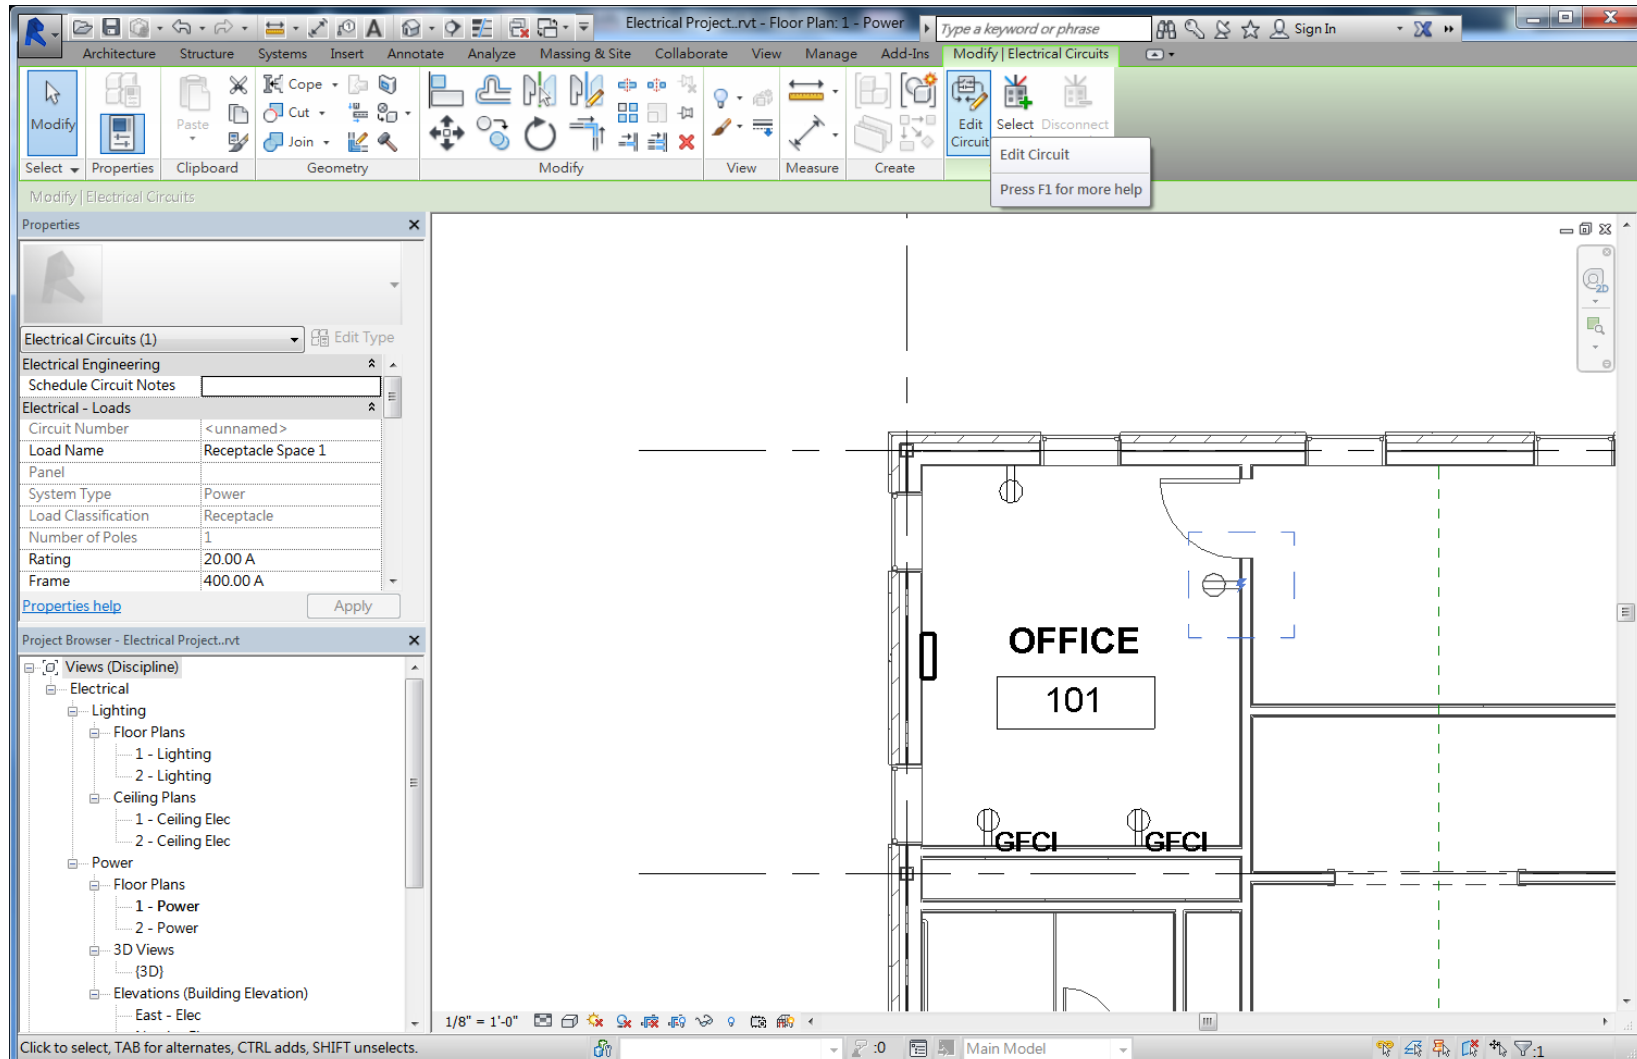 Electrical Project..rvt - Floor Plan: 1 - Power
Type a keyword or phrase
Sign In
Architecture Structure Systems Insert Annotate Analyze Massing & Site Collaborate View Manage Add-Ins Modify | Electrical Circuits
Modify
Paste
Cope
Cut
Join
Edit Circuit
Select
Disconnect
Select Properties Clipboard Geometry Modify View Measure Create
Edit Circuit
Press F1 for more help
Modify | Electrical Circuits
Properties
Electrical Circuits (1)
Edit Type
Electrical Engineering
Schedule Circuit Notes
Electrical - Loads
Circuit Number <unnamed>
Load Name Receptacle Space 1
Panel
System Type Power
Load Classification Receptacle
Number of Poles 1
Rating 20.00 A
Frame 400.00 A
Properties help
Apply
Project Browser - Electrical Project..rvt
Views (Discipline)
Electrical
Lighting
Floor Plans
1 - Lighting
2 - Lighting
Ceiling Plans
1 - Ceiling Elec
2 - Ceiling Elec
Power
Floor Plans
1 - Power
2 - Power
3D Views
{3D}
Elevations (Building Elevation)
East - Elec
2D
OFFICE
101
GFCI
GFCI
1/8" = 1'-0"
Click to select, TAB for alternates, CTRL adds, SHIFT unselects.
:0
Main Model
:1